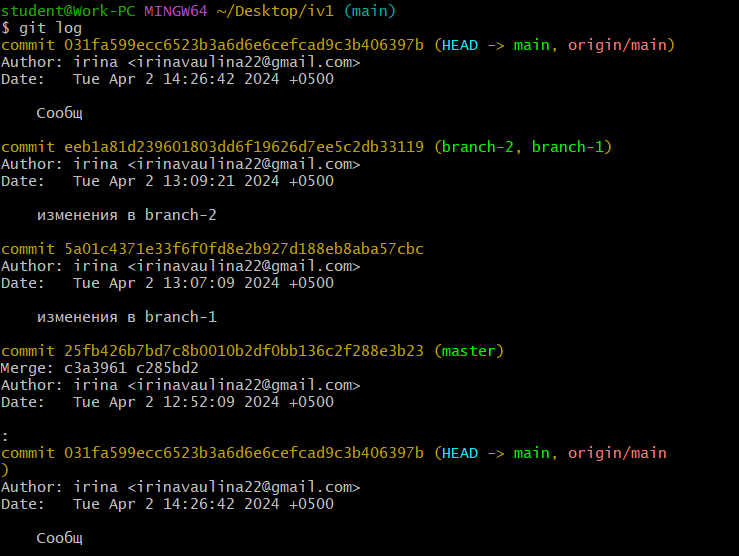 student@Work-PC MINGW64 ~/Desktop/iv1 (main)
$ git log
commit 031fa599ecc6523b3a6d6e6cefcad9c3b406397b (HEAD -> main, origin/main)
Author: irina <irinavaulina22@gmail.com>
Date:   Tue Apr 2 14:26:42 2024 +0500
    Сообщ
commit eeb1a81d239601803dd6f19626d7ee5c2db33119 (branch-2, branch-1)
Author: irina <irinavaulina22@gmail.com>
Date:   Tue Apr 2 13:09:21 2024 +0500
    изменения в branch-2
commit 5a01c4371e33f6f0fd8e2b927d188eb8aba57cbc
Author: irina <irinavaulina22@gmail.com>
Date:   Tue Apr 2 13:07:09 2024 +0500
    изменения в branch-1
commit 25fb426b7bd7c8b0010b2df0bb136c2f288e3b23 (master)
Merge: c3a3961 c285bd2
Author: irina <irinavaulina22@gmail.com>
Date:   Tue Apr 2 12:52:09 2024 +0500
:
commit 031fa599ecc6523b3a6d6e6cefcad9c3b406397b (HEAD -> main, origin/main
)
Author: irina <irinavaulina22@gmail.com>
Date:   Tue Apr 2 14:26:42 2024 +0500
    Сообщ